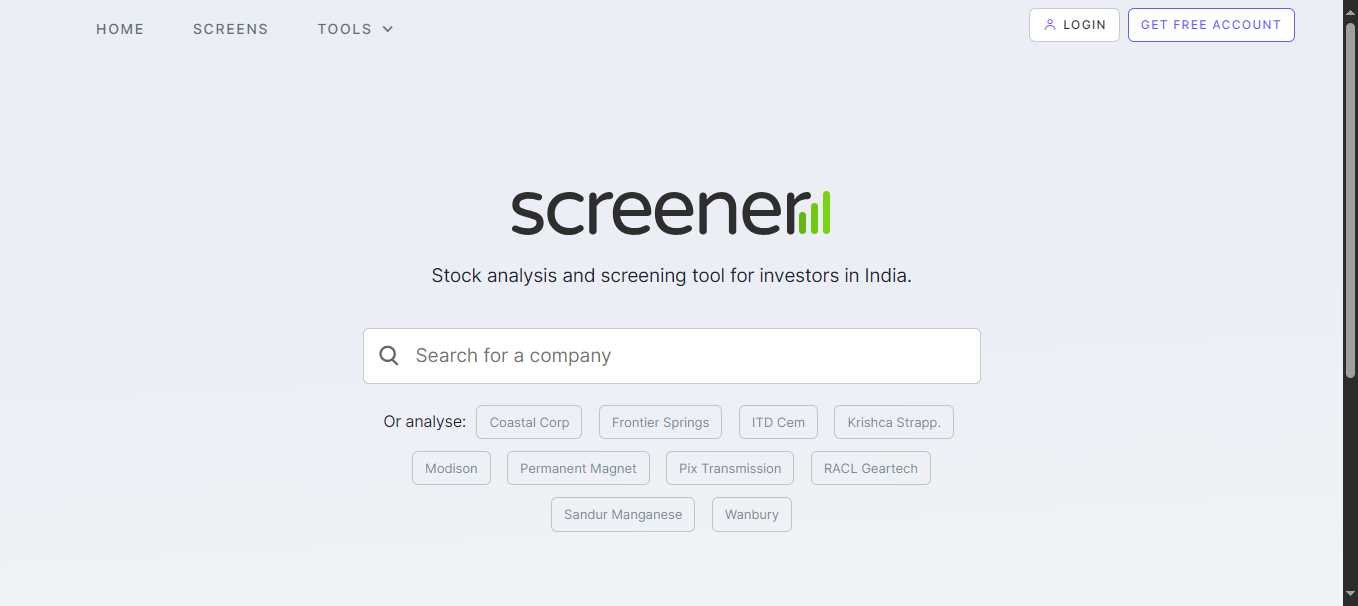 HOME SCREENS TOOLS LOGIN GET FREE ACCOUNT
screener
Stock analysis and screening tool for investors in India.
Search for a company
Or analyse: Coastal Corp Frontier Springs ITD Cem Krishca Strapp.
Modison Permanent Magnet Pix Transmission RACL Geartech
Sandur Manganese Wanbury